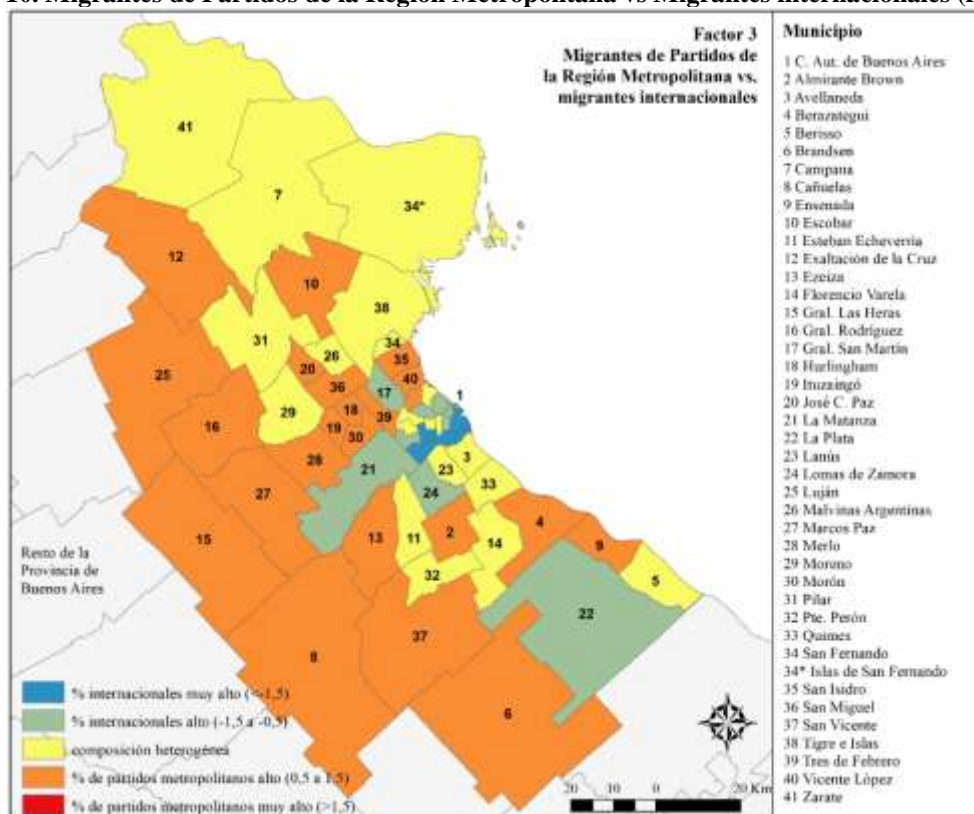 10. Migrantes de Partidos de la Región Metropolitana vs Migrantes internacionales
Factor 3
Migrantes de Partidos de
la Región Metropolitana vs.
migrantes internacionales
Municipio
1 C. Aut. de Buenos Aires
2 Almirante Brown
3 Avellaneda
4 Berazategui
5 Berisso
6 Brandsen
7 Campana
8 Cañuelas
9 Ensenada
10 Escobar
11 Esteban Echeverría
12 Exaltación de la Cruz
13 Ezeiza
14 Florencio Varela
15 Gral. Las Heras
16 Gral. Rodríguez
17 Gral. San Martín
18 Hurlingham
19 Ituzaingó
20 José C. Paz
21 La Matanza
22 La Plata
23 Lanús
24 Lomas de Zamora
25 Luján
26 Malvinas Argentinas
27 Marcos Paz
28 Merlo
29 Moreno
30 Morón
31 Pilar
32 Pte. Perón
33 Quilmes
34 San Fernando
34* Islas de San Fernando
35 San Isidro
36 San Miguel
37 San Vicente
38 Tigre e Islas
39 Tres de Febrero
40 Vicente López
41 Zarate
41
7
34*
12
10
38
31
34
26
35
20
25
36
17
40
1
29
18
39
16
19
30
3
28
21
23
33
27
24
4
13
11
2
14
9
15
32
5
22
37
8
6
Resto de la
Provincia de
Buenos Aires
% internacionales muy alto (<-1,5)
% internacionales alto (-1,5 a -0,5)
composición heterogénea
% de partidos metropolitanos alto (0,5 a 1,5)
% de partidos metropolitanos muy alto (>1,5)
20 10 0 20 Km